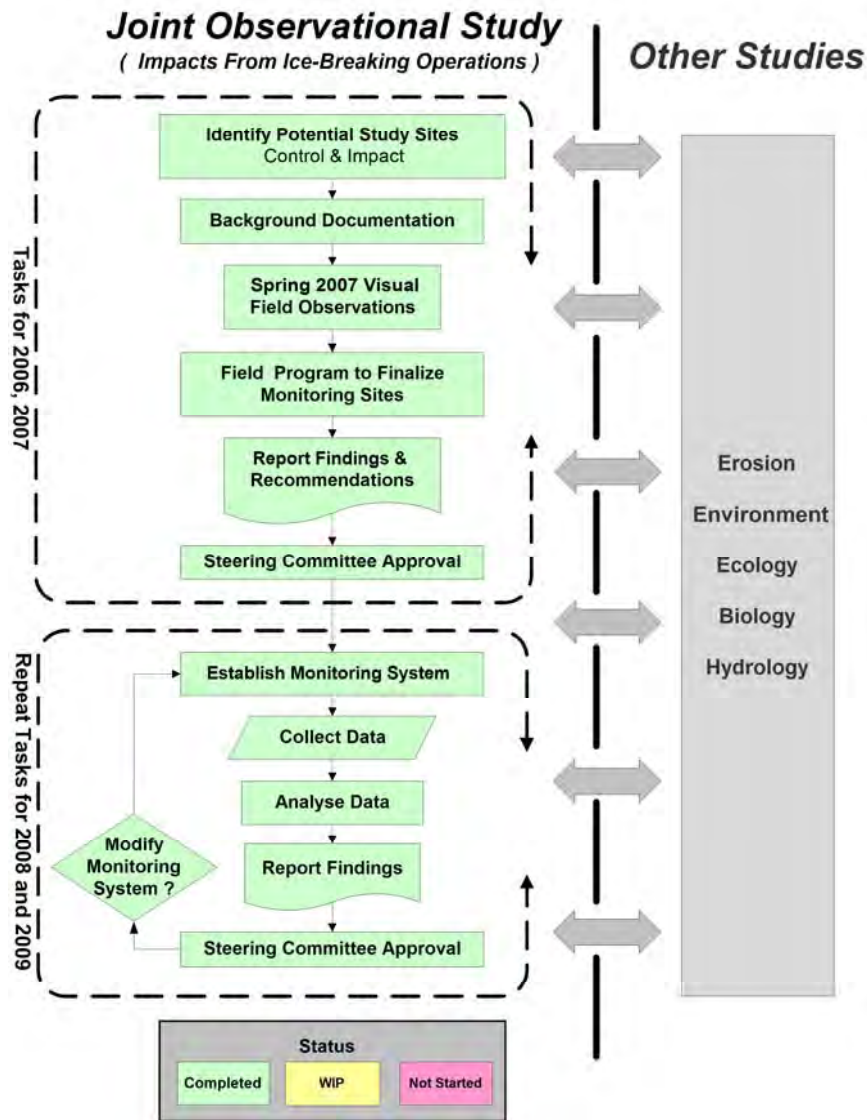 Joint Observational Study
( Impacts From Ice-Breaking Operations )
Other Studies
Tasks for 2006, 2007
Identify Potential Study Sites
Control & Impact
Background Documentation
Spring 2007 Visual
Field Observations
Field Program to Finalize
Monitoring Sites
Report Findings &
Recommendations
Steering Committee Approval
Repeat Tasks for 2008 and 2009
Establish Monitoring System
Collect Data
Analyse Data
Modify
Monitoring
System ?
Report Findings
Steering Committee Approval
Erosion
Environment
Ecology
Biology
Hydrology
Status
Completed
WIP
Not Started